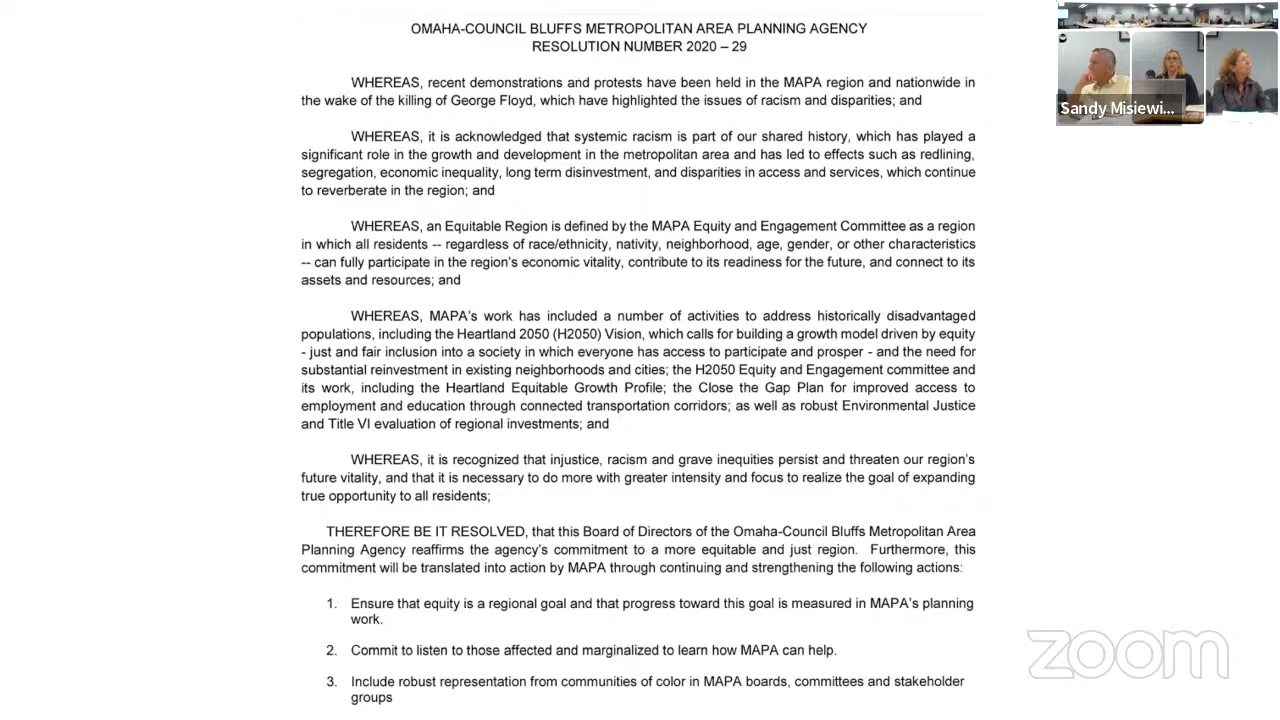 OMAHA-COUNCIL BLUFFS METROPOLITAN AREA PLANNING AGENCY
RESOLUTION NUMBER 2020 – 29
WHEREAS, recent demonstrations and protests have been held in the MAPA region and nationwide in
the wake of the killing of George Floyd, which have highlighted the issues of racism and disparities; and
WHEREAS, it is acknowledged that systemic racism is part of our shared history, which has played a
significant role in the growth and development in the metropolitan area and has led to effects such as redlining,
segregation, economic inequality, long term disinvestment, and disparities in access and services, which continue
to reverberate in the region; and
WHEREAS, an Equitable Region is defined by the MAPA Equity and Engagement Committee as a region
in which all residents -- regardless of race/ethnicity, nativity, neighborhood, age, gender, or other characteristics
-- can fully participate in the region's economic vitality, contribute to its readiness for the future, and connect to its
assets and resources; and
WHEREAS, MAPA's work has included a number of activities to address historically disadvantaged
populations, including the Heartland 2050 (H2050) Vision, which calls for building a growth model driven by equity
- just and fair inclusion into a society in which everyone has access to participate and prosper - and the need for
substantial reinvestment in existing neighborhoods and cities; the H2050 Equity and Engagement committee and
its work, including the Heartland Equitable Growth Profile; the Close the Gap Plan for improved access to
employment and education through connected transportation corridors; as well as robust Environmental Justice
and Title VI evaluation of regional investments; and
WHEREAS, it is recognized that injustice, racism and grave inequities persist and threaten our region's
future vitality, and that it is necessary to do more with greater intensity and focus to realize the goal of expanding
true opportunity to all residents;
THEREFORE BE IT RESOLVED, that this Board of Directors of the Omaha-Council Bluffs Metropolitan Area
Planning Agency reaffirms the agency's commitment to a more equitable and just region. Furthermore, this
commitment will be translated into action by MAPA through continuing and strengthening the following actions:
1. Ensure that equity is a regional goal and that progress toward this goal is measured in MAPA's planning
work.
2. Commit to listen to those affected and marginalized to learn how MAPA can help.
3. Include robust representation from communities of color in MAPA boards, committees and stakeholder
groups
Sandy Misiewi...
zoom